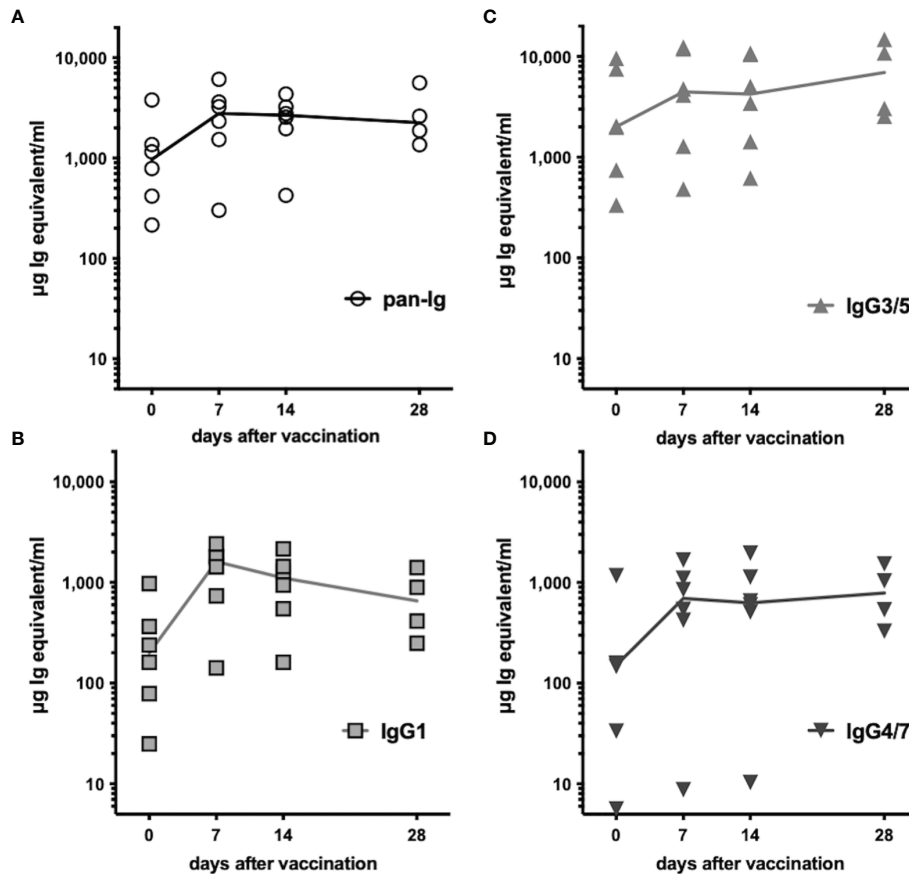 A
10,000
1,000
100
10
µg Ig equivalent/ml
pan-Ig
0 7 14 28
days after vaccination
C
10,000
1,000
100
10
µg Ig equivalent/ml
IgG3/5
0 7 14 28
days after vaccination
B
10,000
1,000
100
10
µg Ig equivalent/ml
IgG1
0 7 14 28
days after vaccination
D
10,000
1,000
100
10
µg Ig equivalent/ml
IgG4/7
0 7 14 28
days after vaccination